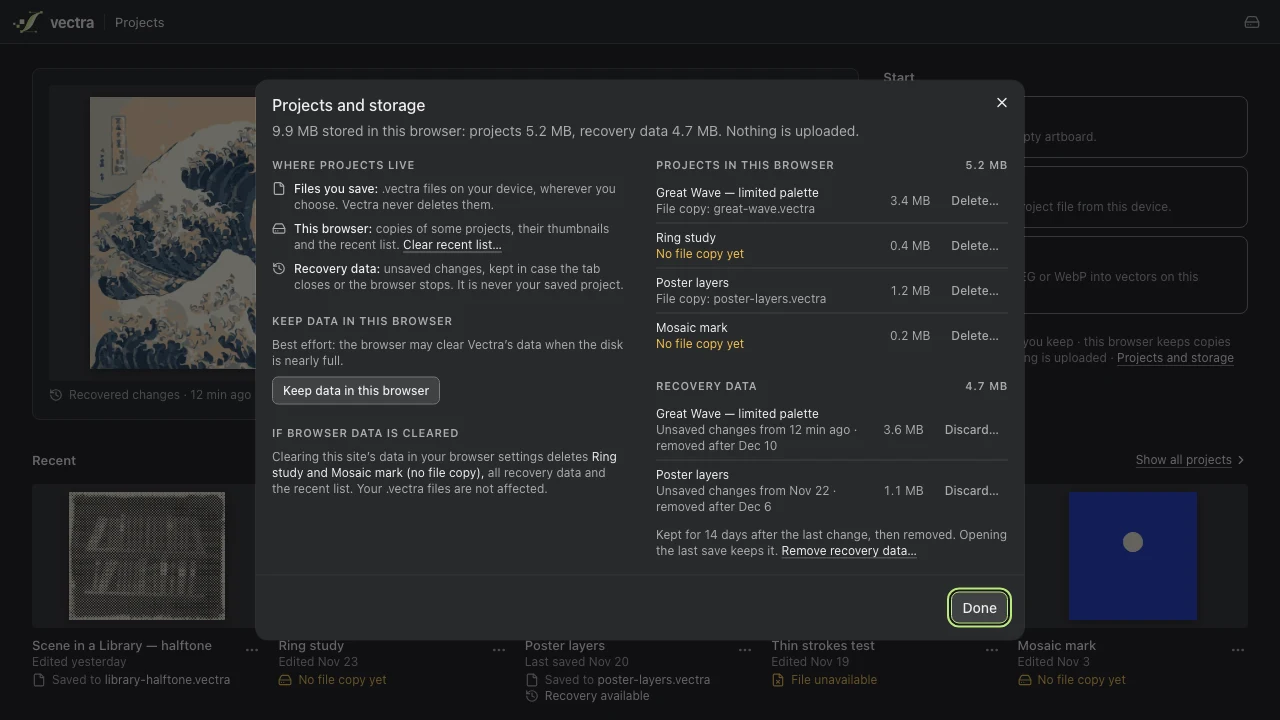 vectra
Projects
Start
pty artboard.
roject file from this device.
EG or WebP into vectors on this
you keep · this browser keeps copies
ng is uploaded · Projects and storage
Recovered changes · 12 min ago
Projects and storage
9.9 MB stored in this browser: projects 5.2 MB, recovery data 4.7 MB. Nothing is uploaded.
WHERE PROJECTS LIVE
Files you save: .vectra files on your device, wherever you
choose. Vectra never deletes them.
This browser: copies of some projects, their thumbnails
and the recent list. Clear recent list...
Recovery data: unsaved changes, kept in case the tab
closes or the browser stops. It is never your saved project.
KEEP DATA IN THIS BROWSER
Best effort: the browser may clear Vectra's data when the disk
is nearly full.
Keep data in this browser
IF BROWSER DATA IS CLEARED
Clearing this site's data in your browser settings deletes Ring
study and Mosaic mark (no file copy), all recovery data and
the recent list. Your .vectra files are not affected.
PROJECTS IN THIS BROWSER 5.2 MB
Great Wave — limited palette
File copy: great-wave.vectra
3.4 MB Delete...
Ring study
No file copy yet
0.4 MB Delete...
Poster layers
File copy: poster-layers.vectra
1.2 MB Delete...
Mosaic mark
No file copy yet
0.2 MB Delete...
RECOVERY DATA 4.7 MB
Great Wave — limited palette
Unsaved changes from 12 min ago ·
removed after Dec 10
3.6 MB Discard...
Poster layers
Unsaved changes from Nov 22 ·
removed after Dec 6
1.1 MB Discard...
Kept for 14 days after the last change, then removed. Opening
the last save keeps it. Remove recovery data...
Done
Recent
Show all projects
Scene in a Library — halftone
Edited yesterday
Saved to library-halftone.vectra
Ring study
Edited Nov 23
No file copy yet
Poster layers
Last saved Nov 20
Saved to poster-layers.vectra
Recovery available
Thin strokes test
Edited Nov 19
File unavailable
Mosaic mark
Edited Nov 3
No file copy yet